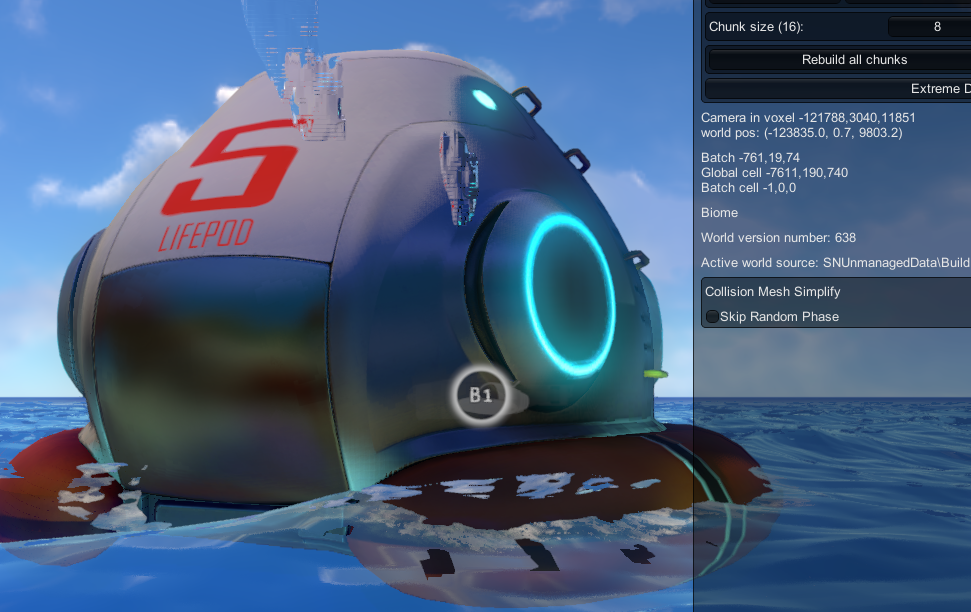 5
LIFEPOD
B1
Chunk size (16):
8
Rebuild all chunks
Extreme D
Camera in voxel -121788,3040,11851
world pos: (-123835.0, 0.7, 9803.2)
Batch -761,19,74
Global cell -7611,190,740
Batch cell -1,0,0
Biome
World version number: 638
Active world source: SNUnmanagedData\Build
Collision Mesh Simplify
Skip Random Phase